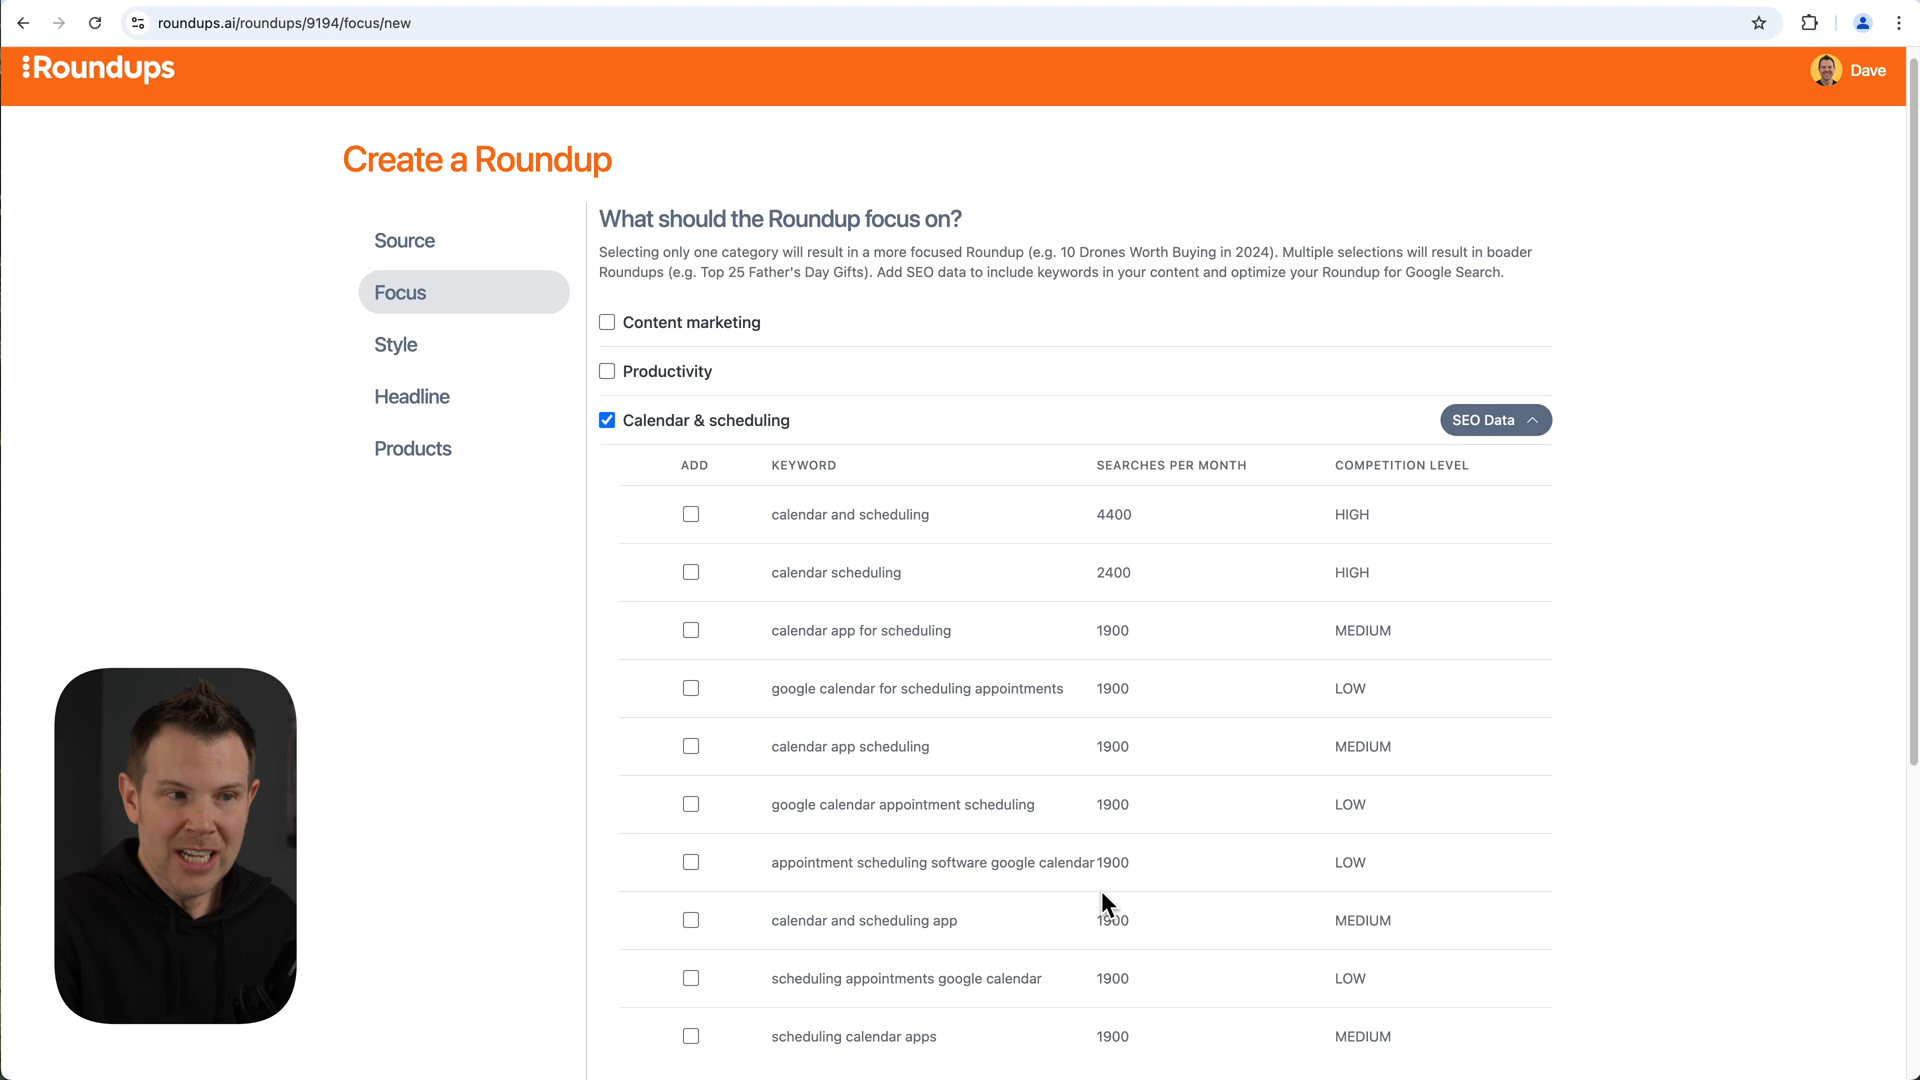 roundups.ai/roundups/9194/focus/new
Roundups
Dave
Create a Roundup
Source
Focus
Style
Headline
Products
What should the Roundup focus on?
Selecting only one category will result in a more focused Roundup (e.g. 10 Drones Worth Buying in 2024). Multiple selections will result in boader
Roundups (e.g. Top 25 Father's Day Gifts). Add SEO data to include keywords in your content and optimize your Roundup for Google Search.
Content marketing
Productivity
Calendar & scheduling SEO Data
ADD KEYWORD SEARCHES PER MONTH COMPETITION LEVEL
calendar and scheduling 4400 HIGH
calendar scheduling 2400 HIGH
calendar app for scheduling 1900 MEDIUM
google calendar for scheduling appointments 1900 LOW
calendar app scheduling 1900 MEDIUM
google calendar appointment scheduling 1900 LOW
appointment scheduling software google calendar 1900 LOW
calendar and scheduling app 1900 MEDIUM
scheduling appointments google calendar 1900 LOW
scheduling calendar apps 1900 MEDIUM